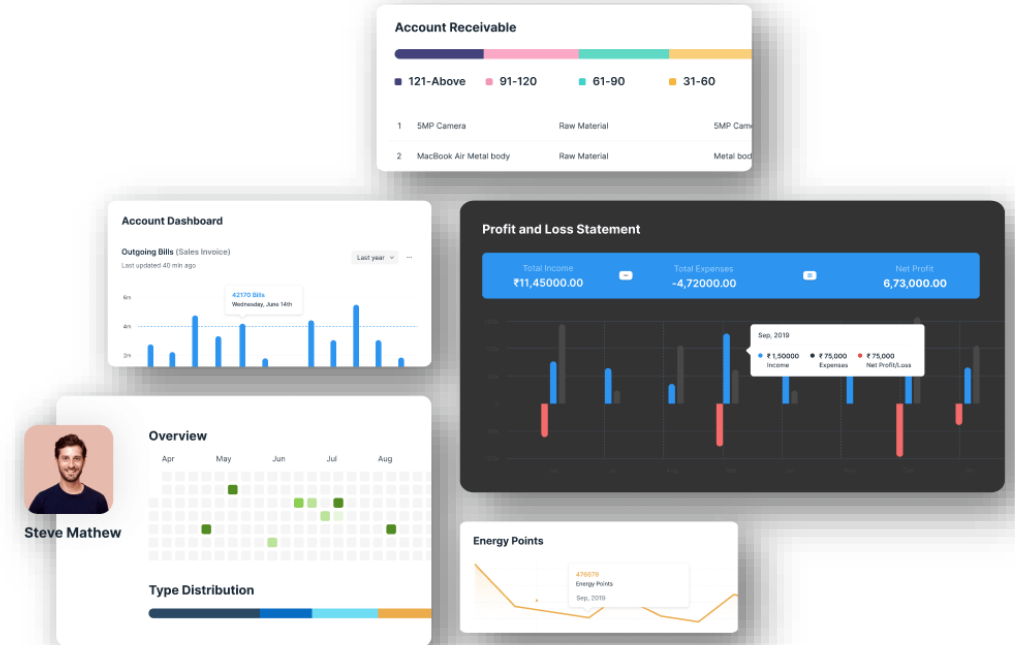 Account Receivable
121-Above 91-120 61-90 31-60
1 5MP Camera Raw Material 5MP Cam
2 MacBook Air Metal body Raw Material Metal bod
Account Dashboard
Outgoing Bills (Sales Invoice)
Last updated 40 min ago
Last year
6m
42170 Bills
Wednesday, June 14th
4m
2m
Profit and Loss Statement
Total Income Total Expenses Net Profit
₹11,45000.00 -4,72000.00 6,73,000.00
Sep, 2019
₹ 1,50000 ₹ 75,000 ₹ 75,000
Income Expenses Net Profit/Loss
Overview
Apr May Jun Jul Aug
Steve Mathew
Type Distribution
Energy Points
476676
Energy Points
Sep, 2019